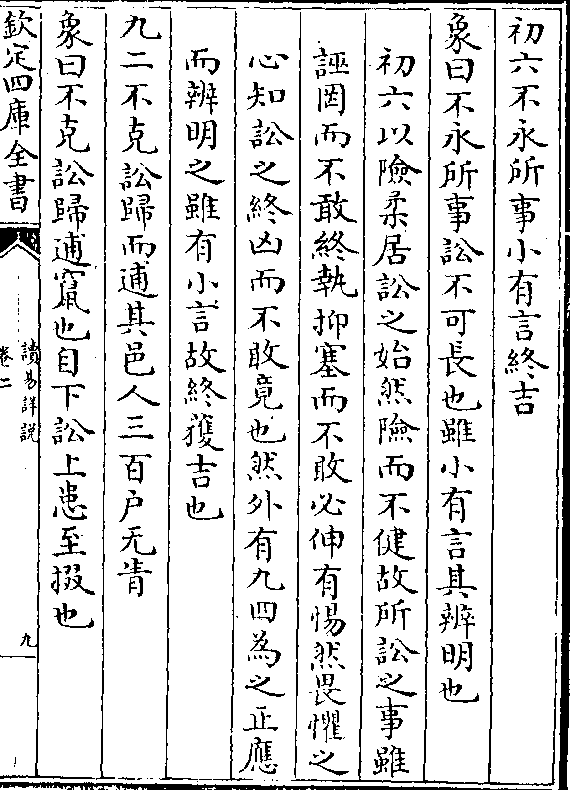 初六不永所事小有言終吉
象曰不永所事訟不可長也雖小有言其辨明也
初六以險柔居訟之始然險而不健故所訟之事雖
誣罔而不敢終執抑塞而不敢必伸有惕然畏懼之
心知訟之終凶而不敢竟也然外有九四為之正應
而辨明之雖有小言故終獲吉也
九二不克訟歸而逋其邑人三百户无眚
象曰不克訟歸逋竄也自下訟上患至掇也
欽定四庫全書
讀易詳說
卷二
九